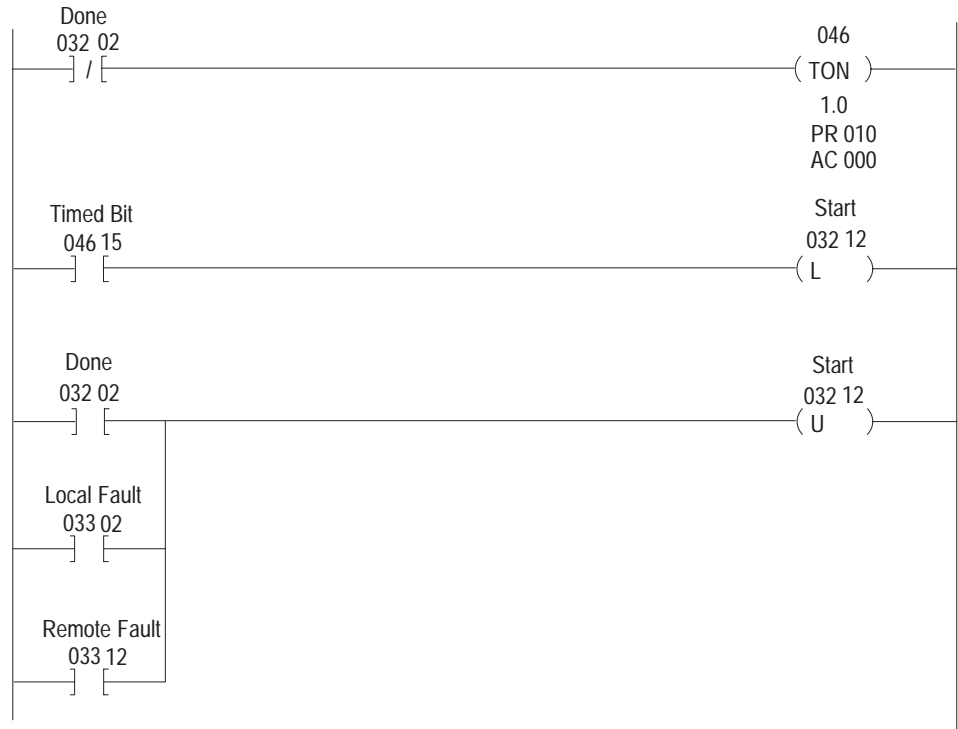 Done
032 02
/
046
TON
1.0
PR 010
AC 000
Timed Bit
046 15
Start
032 12
L
Done
032 02
Start
032 12
U
Local Fault
033 02
Remote Fault
033 12